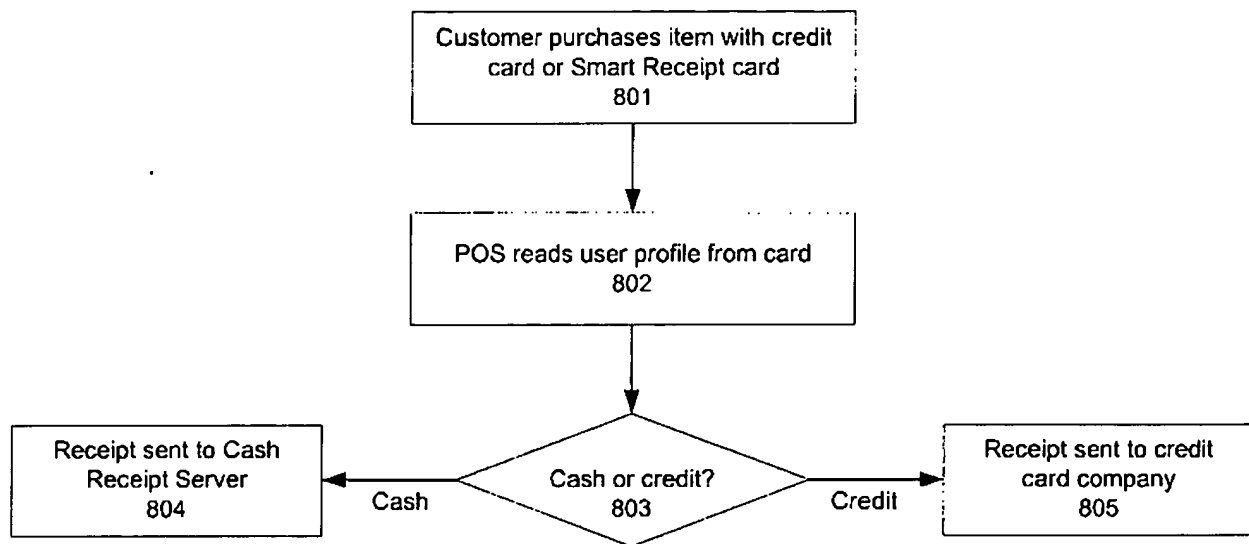 Customer purchases item with credit
card or Smart Receipt card
801
POS reads user profile from card
802
Receipt sent to Cash
Receipt Server
804
Cash
Cash or credit?
803
Credit
Receipt sent to credit
card company
805